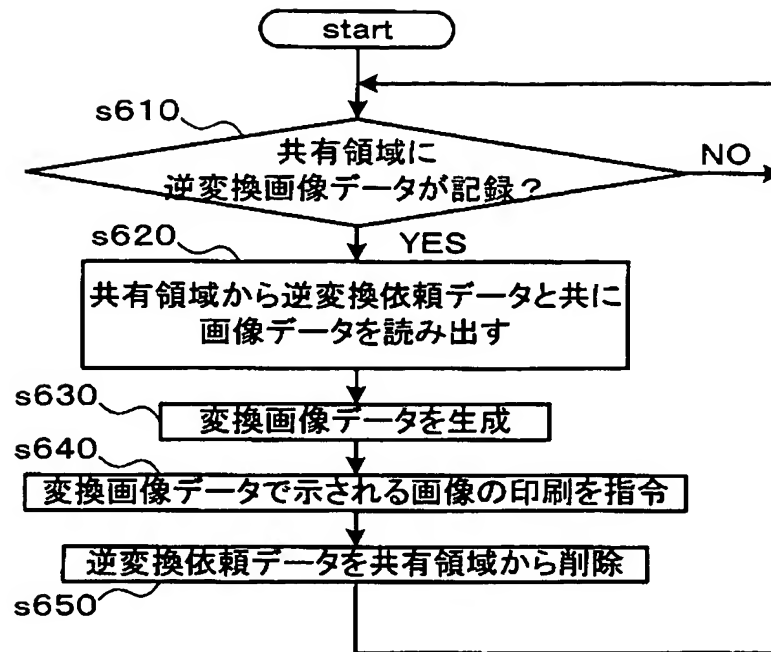 start
s610
共有領域に
逆変換画像データが記録？
NO
s620
YES
共有領域から逆変換依頼データと共に
画像データを読み出す
s630
変換画像データを生成
s640
変換画像データで示される画像の印刷を指令
逆変換依頼データを共有領域から削除
s650